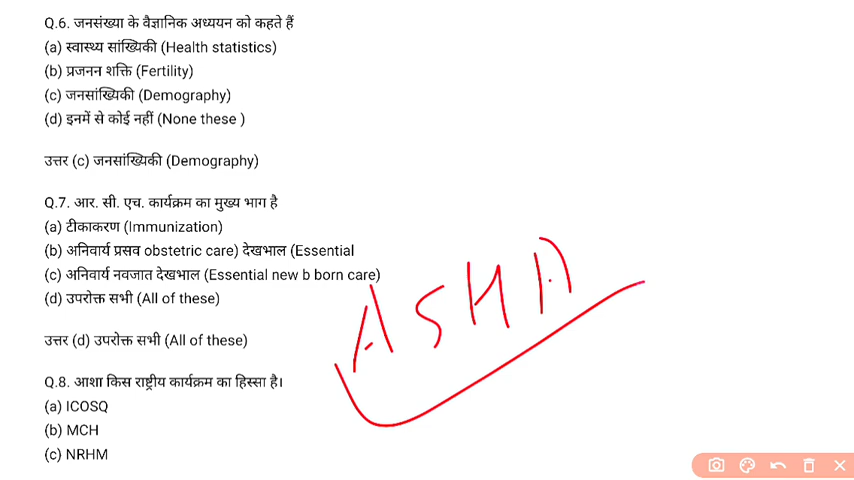 Q.6. जनसंख्या के वैज्ञानिक अध्ययन को कहते हैं
(a) स्वास्थ्य सांख्यिकी (Health statistics)
(b) प्रजनन शक्ति (Fertility)
(c) जनसांख्यिकी (Demography)
(d) इनमें से कोई नहीं (None these )
उत्तर (c) जनसांख्यिकी (Demography)
Q.7. आर. सी. एच. कार्यक्रम का मुख्य भाग है
(a) टीकाकरण (Immunization)
(b) अनिवार्य प्रसव obstetric care) देखभाल (Essential
(c) अनिवार्य नवजात देखभाल (Essential new b born care)
(d) उपरोक्त सभी (All of these)
ASHA
उत्तर (d) उपरोक्त सभी (All of these)
Q.8. आशा किस राष्ट्रीय कार्यक्रम का हिस्सा है।
(a) ICOSQ
(b) MCH
(c) NRHM